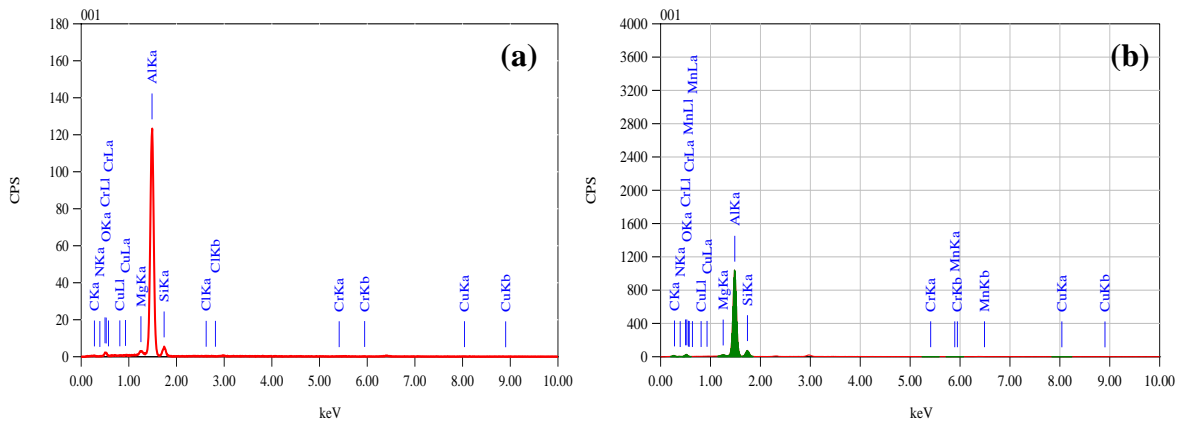 001
(a)
CPS
180
160
140
120
100
80
60
40
20
0
CKa
NKa
OKa
CrLl
CrLa
CuLl
CuLa
MgKa
AlKa
SiKa
ClKa
ClKb
CrKa
CrKb
CuKa
CuKb
0.00 1.00 2.00 3.00 4.00 5.00 6.00 7.00 8.00 9.00 10.00
keV
001
(b)
CPS
4000
3600
3200
2800
2400
2000
1600
1200
800
400
0
CKa
NKa
OKa
CrLl
CrLa
MnLl
MnLa
CuLl
CuLa
MgKa
AlKa
SiKa
CrKa
CrKb
MnKa
MnKb
CuKa
CuKb
0.00 1.00 2.00 3.00 4.00 5.00 6.00 7.00 8.00 9.00 10.00
keV